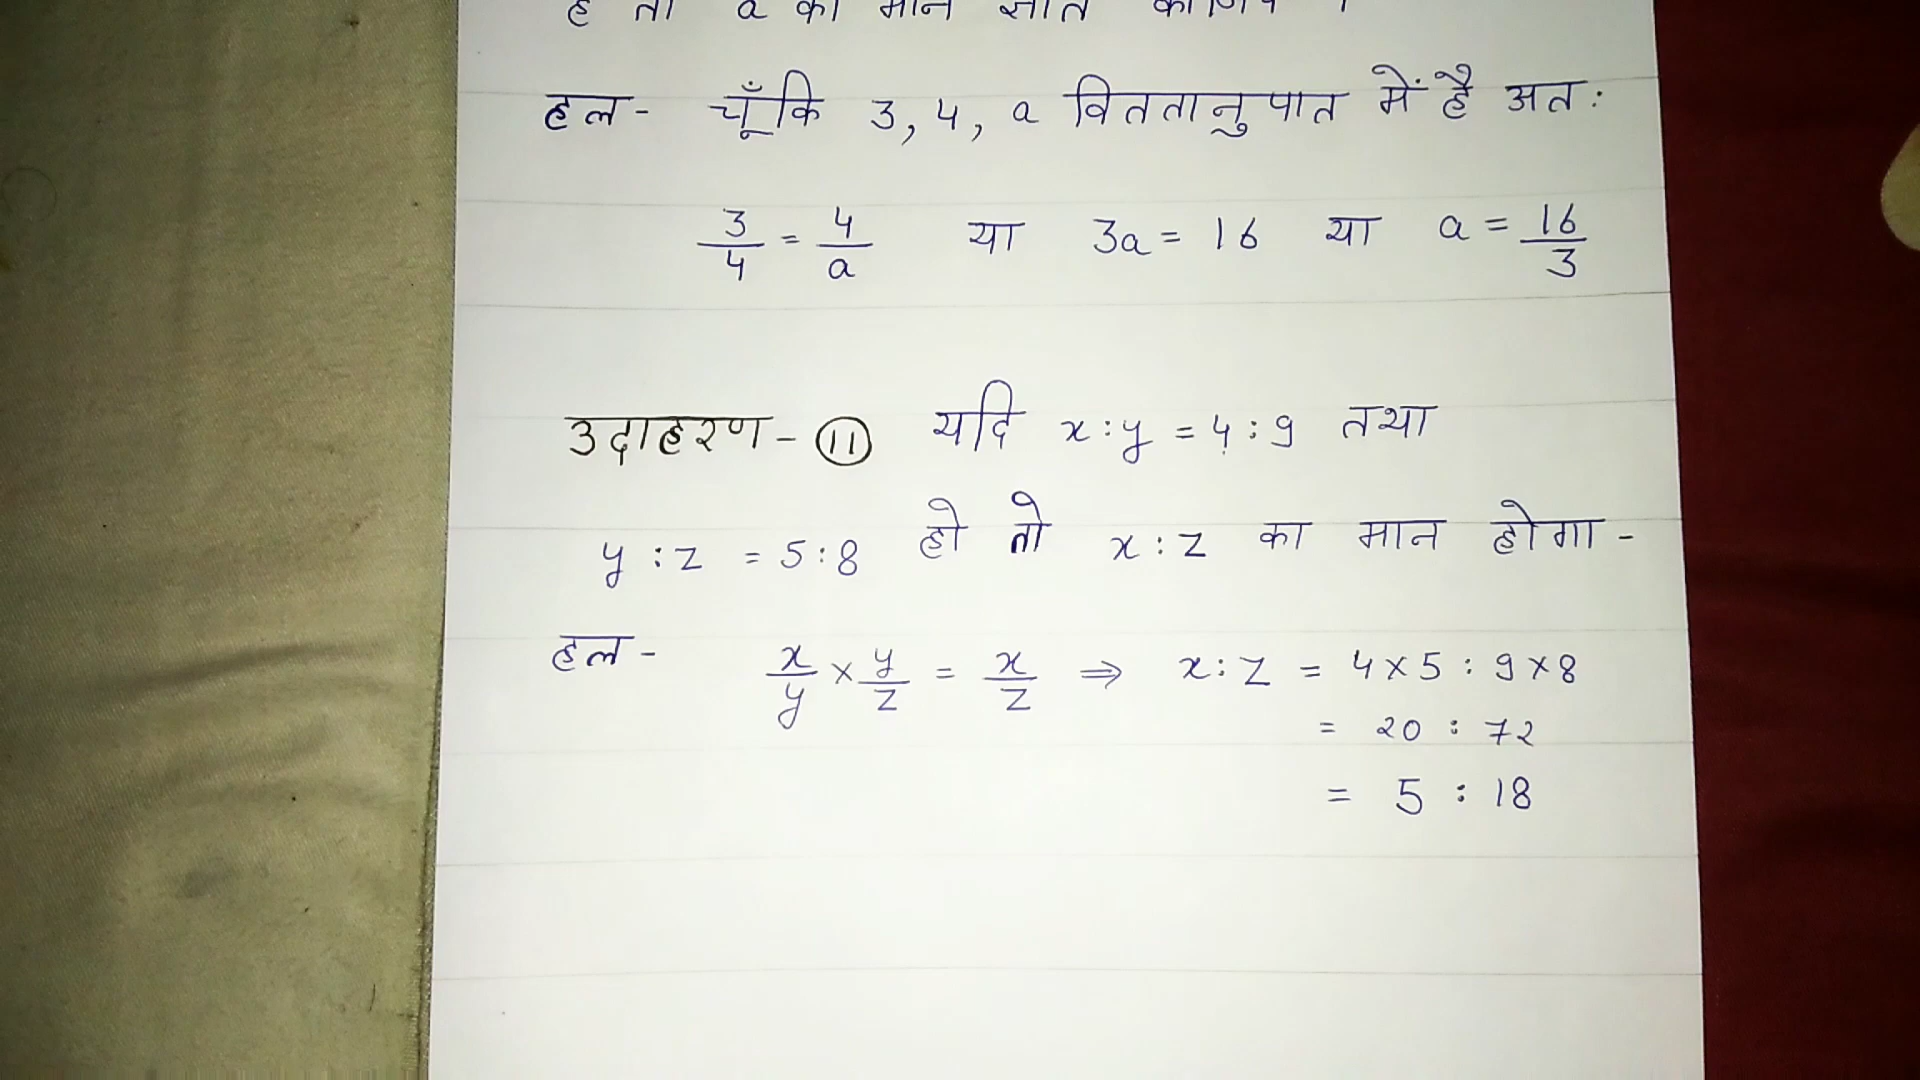 है तो a का मान ज्ञात कीजिये ।
हल - चूँकि 3, 4, a विततानुपात में है अत:
3/4 = 4/a या 3a = 16 या a = 16/3
उदाहरण - ⑪ यदि x : y = 4 : 9 तथा
y : z = 5 : 8 हो तो x : z का मान होगा -
हल - x/y × y/z = x/z ⇒ x : z = 4 × 5 : 9 × 8
= 20 : 72
= 5 : 18